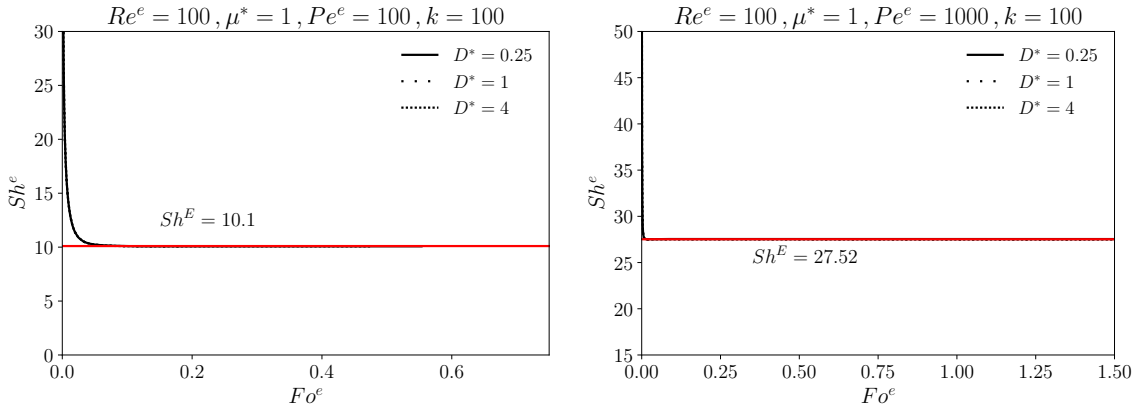 Re^e = 100 , μ* = 1 , Pe^e = 100 , k = 100
30
25
20
15
10
5
0
Sh^e
D* = 0.25
D* = 1
D* = 4
Sh^E = 10.1
0.0 0.2 0.4 0.6
Fo^e
Re^e = 100 , μ* = 1 , Pe^e = 1000 , k = 100
50
45
40
35
30
25
20
15
Sh^e
D* = 0.25
D* = 1
D* = 4
Sh^E = 27.52
0.00 0.25 0.50 0.75 1.00 1.25 1.50
Fo^e